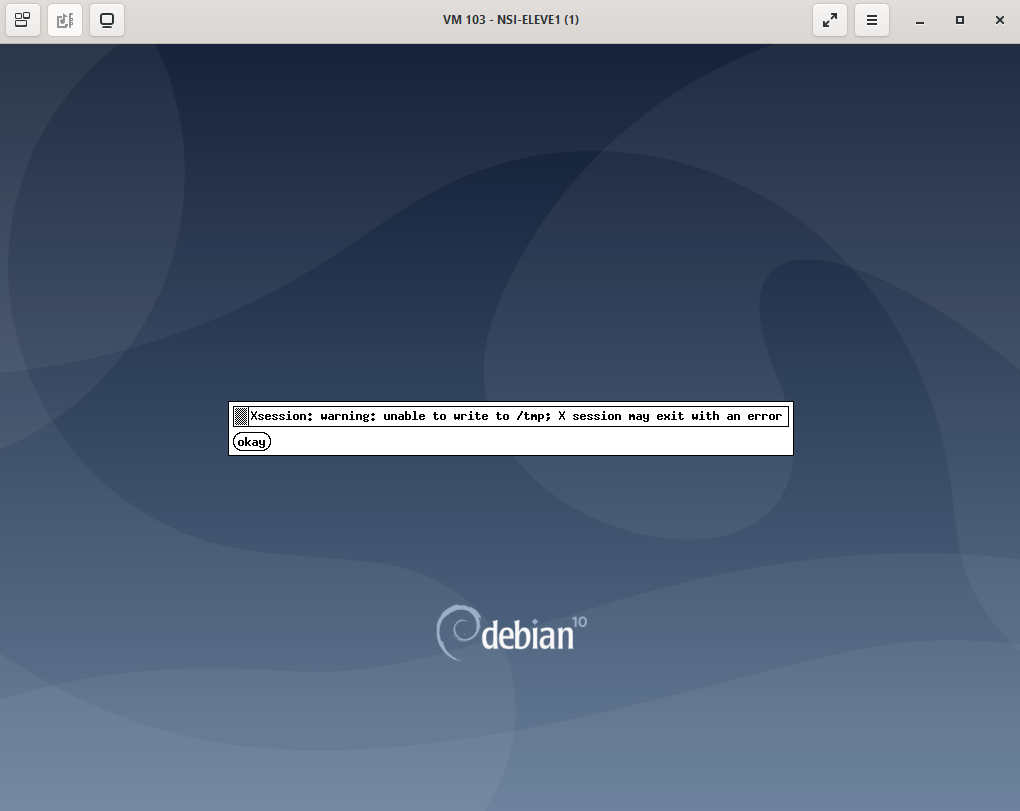 VM 103 - NSI-ELEVE1 (1)
Xsession: warning: unable to write to /tmp; X session may exit with an error
okay
debian 10